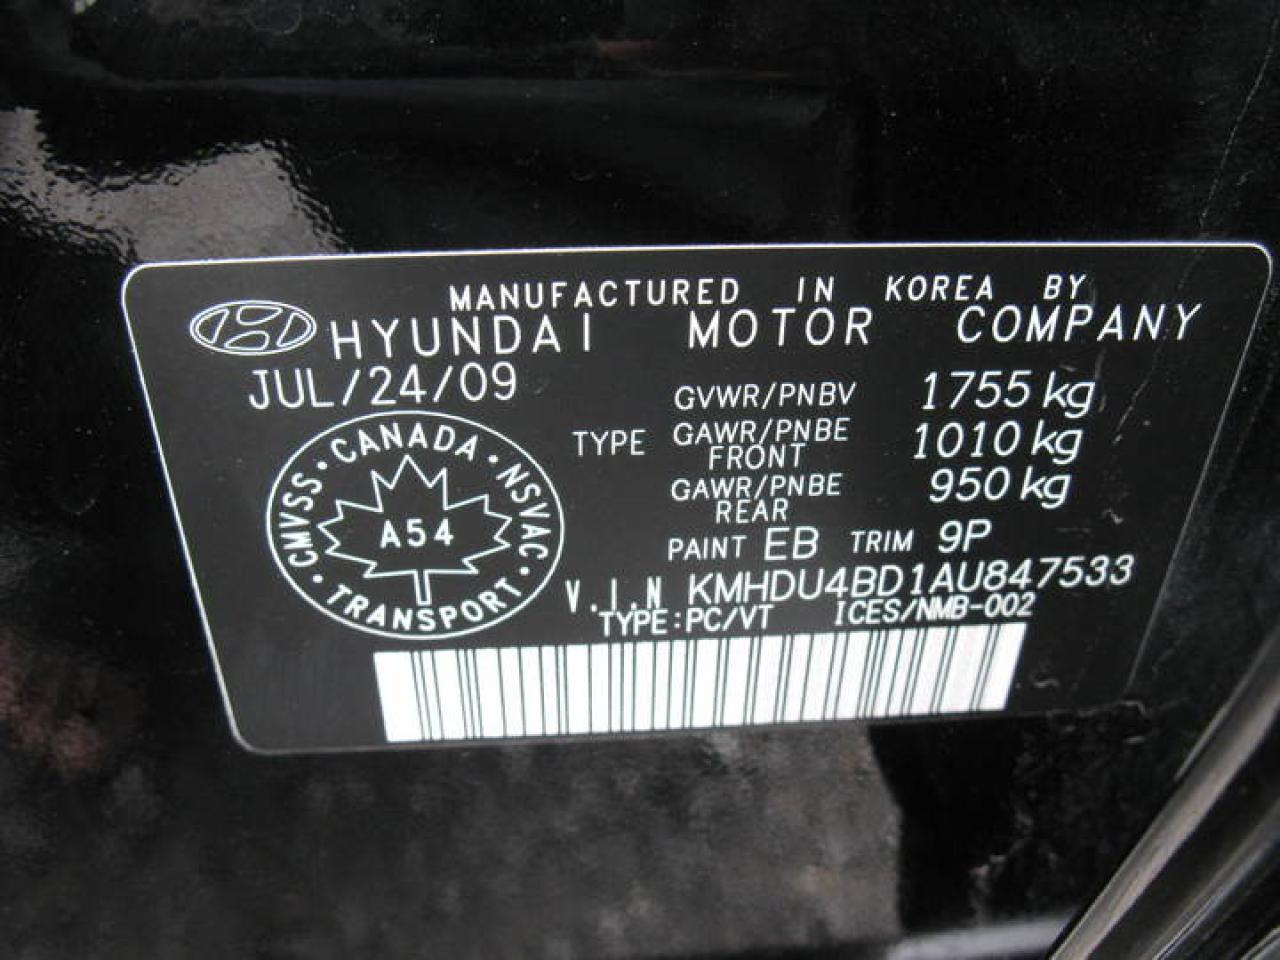 MANUFACTURED IN KOREA BY
HYUNDAI MOTOR COMPANY
JUL/24/09
GVWR/PNBV 1755 kg
TYPE GAWR/PNBE FRONT 1010 kg
GAWR/PNBE REAR 950 kg
PAINT EB TRIM 9P
V.I.N KMHDU4BD1AU847533
TYPE:PC/VT ICES/NMB-002
CANADA • NSVAC • TRANSPORT • CMVSS •
A54